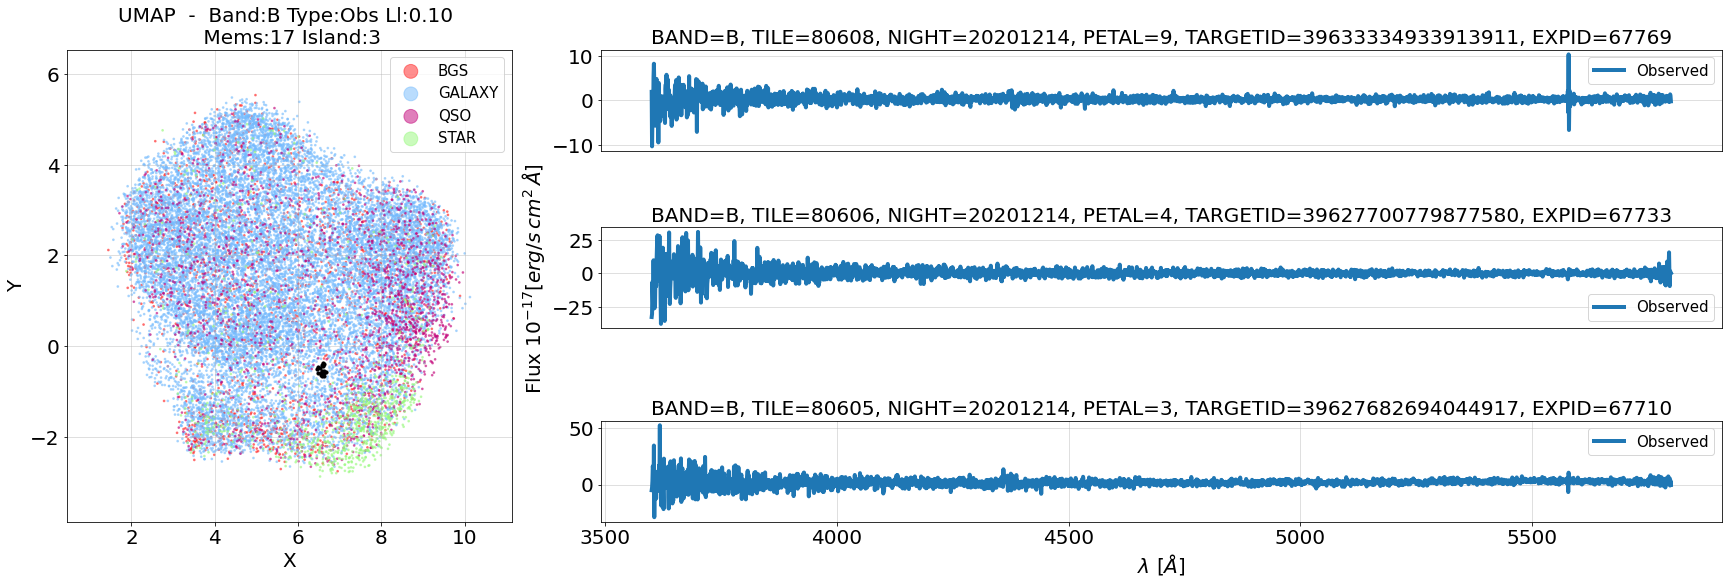 UMAP  -  Band:B Type:Obs Ll:0.10
Mems:17 Island:3
BGS
GALAXY
QSO
STAR
6
4
2
0
−2
Y
2
4
6
8
10
X
Flux 10⁻¹⁷[erg/s cm² Å]
BAND=B, TILE=80608, NIGHT=20201214, PETAL=9, TARGETID=39633334933913911, EXPID=67769
Observed
10
0
−10
BAND=B, TILE=80606, NIGHT=20201214, PETAL=4, TARGETID=39627700779877580, EXPID=67733
25
0
−25
Observed
BAND=B, TILE=80605, NIGHT=20201214, PETAL=3, TARGETID=39627682694044917, EXPID=67710
Observed
50
0
3500
4000
4500
5000
5500
λ [Å]